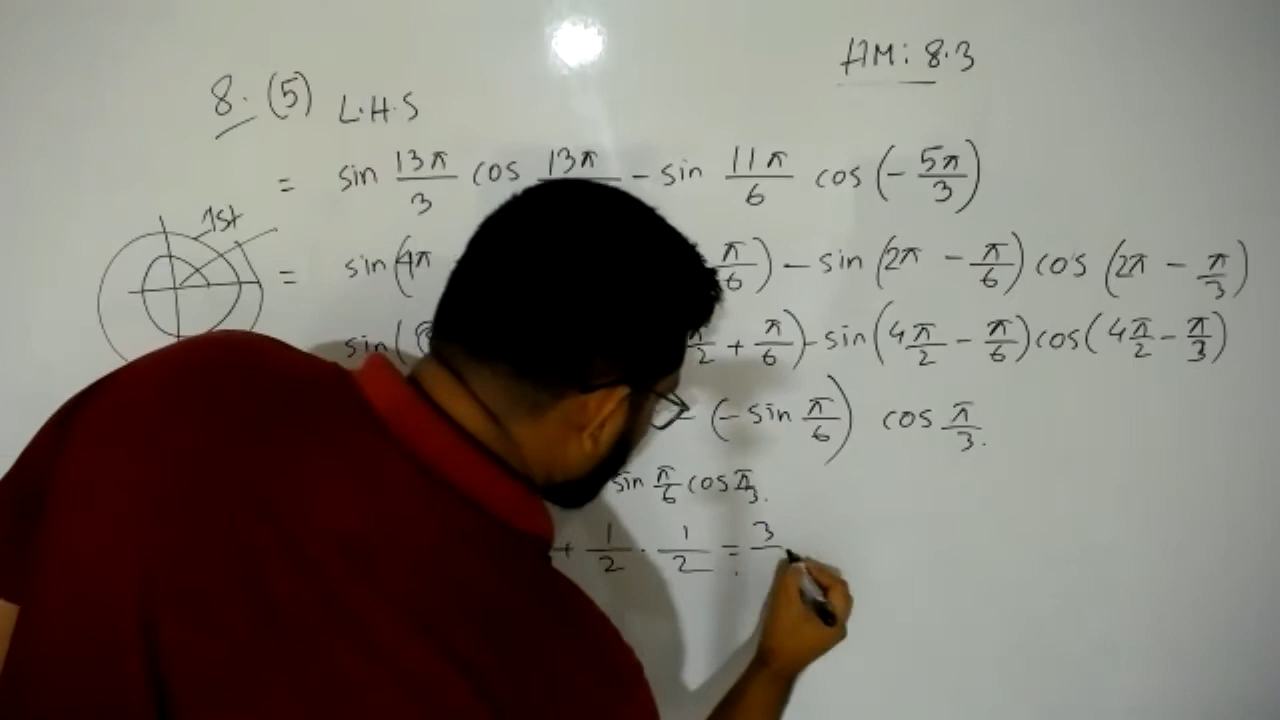 AM: 8.3
8. (5) L.H.S
= sin 13π/3 cos 13π - sin 11π/6 cos (- 5π/3)
1st
= sin (4π π/6) - sin (2π - π/6) cos (2π - π/3)
sin ( π/2 + π/6) - sin (4π/2 - π/6) cos (4π/2 - π/3)
(- sin π/6) cos π/3.
sin π/6 cos π/3.
+ 1/2 · 1/2 = 3